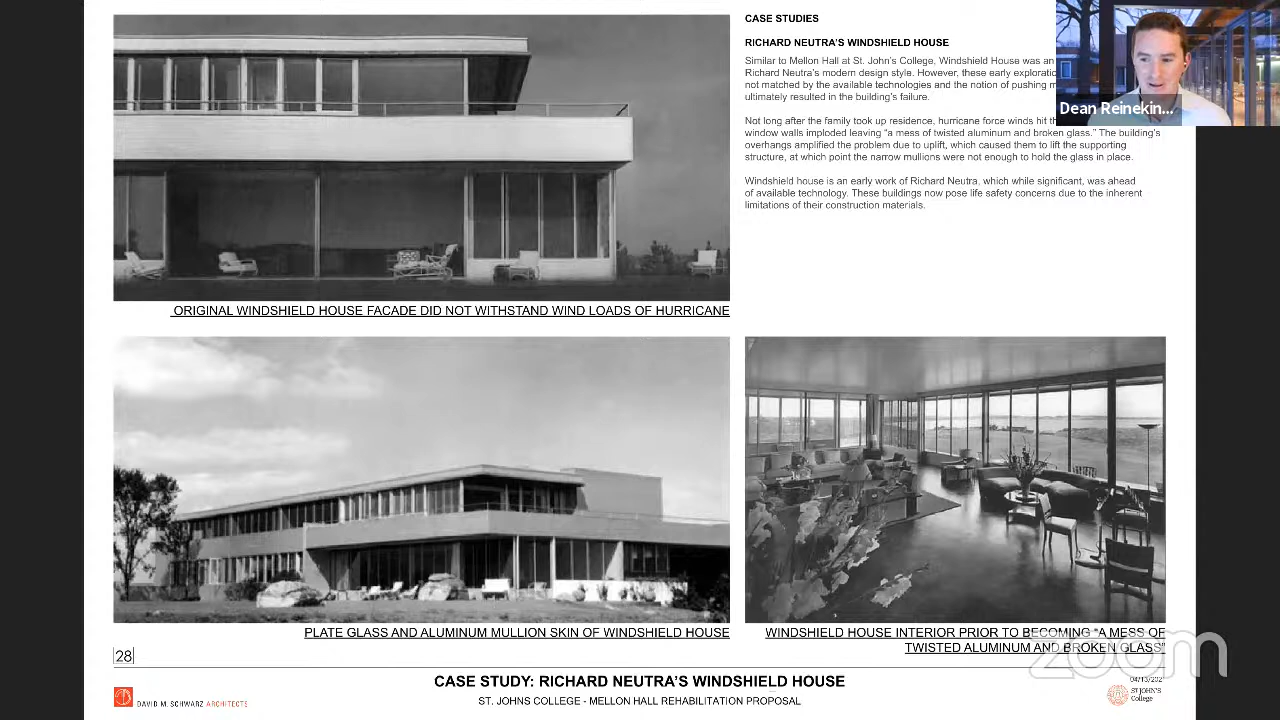 CASE STUDIES
RICHARD NEUTRA'S WINDSHIELD HOUSE
Similar to Mellon Hall at St. John's College, Windshield House was an
Richard Neutra's modern design style. However, these early
not matched by the available technologies and the notion of pushing
ultimately resulted in the building's failure.
Not long after the family took up residence, hurricane force winds hit
window walls imploded leaving "a mess of twisted aluminum and broken glass." The building's
overhangs amplified the problem due to uplift, which caused them to lift the supporting
structure, at which point the narrow mullions were not enough to hold the glass in place.
Windshield house is an early work of Richard Neutra, which while significant, was ahead
of available technology. These buildings now pose life safety concerns due to the inherent
limitations of their construction materials.
Dean Reinekin...
ORIGINAL WINDSHIELD HOUSE FACADE DID NOT WITHSTAND WIND LOADS OF HURRICANE
PLATE GLASS AND ALUMINUM MULLION SKIN OF WINDSHIELD HOUSE
WINDSHIELD HOUSE INTERIOR PRIOR TO BECOMING "A MESS OF
TWISTED ALUMINUM AND BROKEN GLASS"
zoom
28
CASE STUDY: RICHARD NEUTRA'S WINDSHIELD HOUSE
ST. JOHNS COLLEGE - MELLON HALL REHABILITATION PROPOSAL
DAVID M. SCHWARZ ARCHITECTS
04/13/202
ST JOHN'S
College